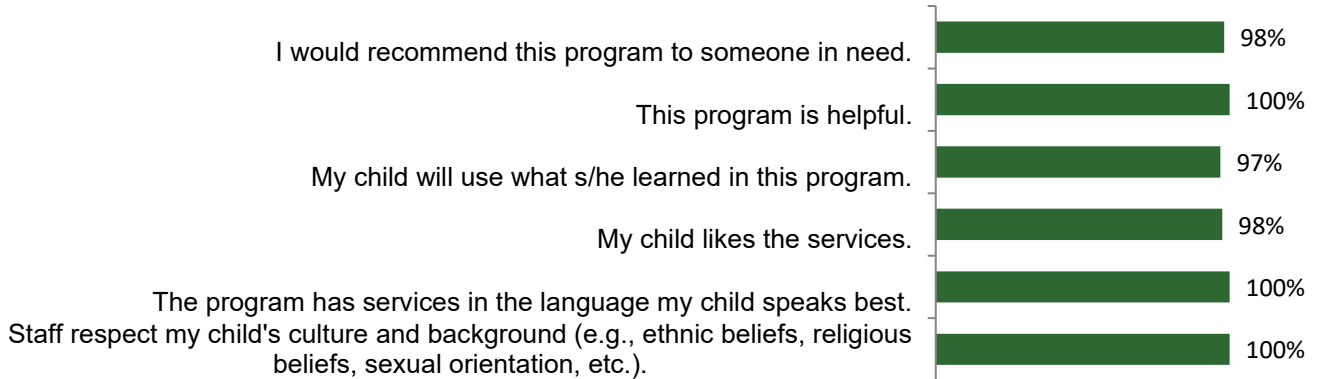 I would recommend this program to someone in need.
98%
This program is helpful.
100%
My child will use what s/he learned in this program.
97%
My child likes the services.
98%
The program has services in the language my child speaks best.
100%
Staff respect my child's culture and background (e.g., ethnic beliefs, religious
beliefs, sexual orientation, etc.).
100%